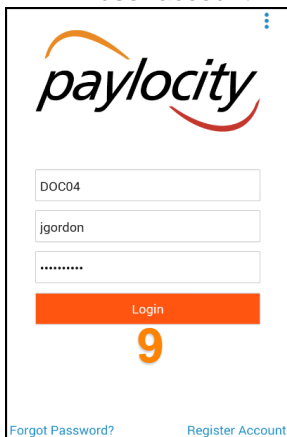 paylocity
DOC04
jgordon
••••••••••
Login
9
Forgot Password? Register Account